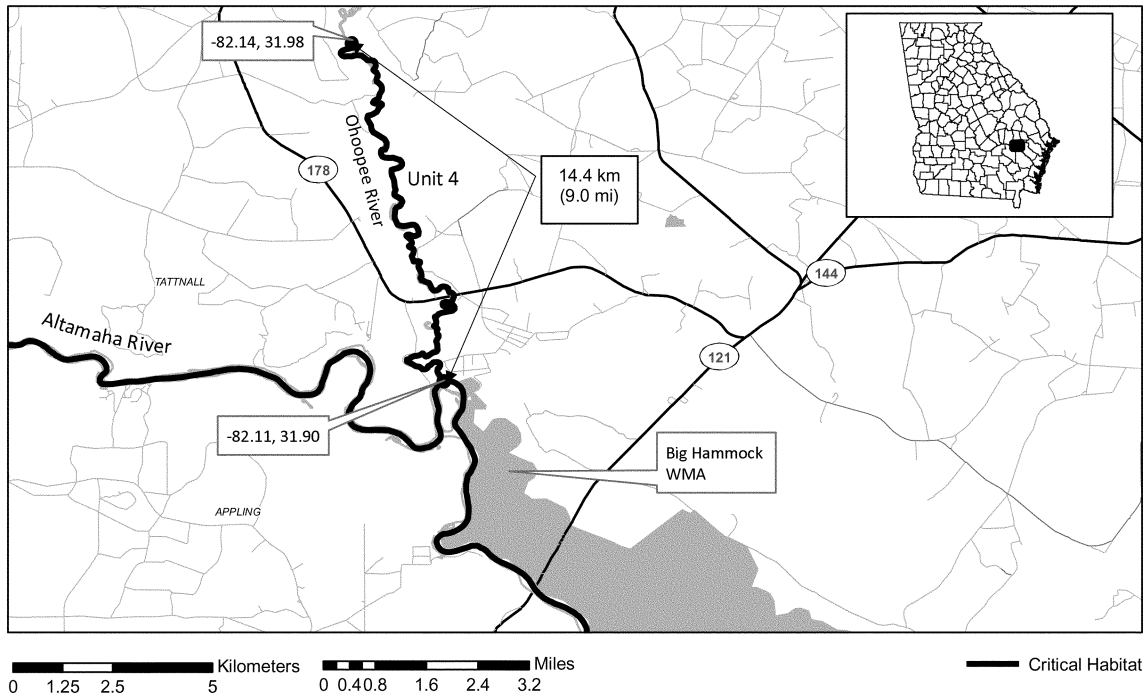 -82.14, 31.98
178
Ohoopee River
Unit 4
14.4 km
(9.0 mi)
144
TATTNALL
Altamaha River
121
-82.11, 31.90
Big Hammock
WMA
APPLING
Kilometers
0 1.25 2.5 5
Miles
0 0.40.8 1.6 2.4 3.2
Critical Habitat